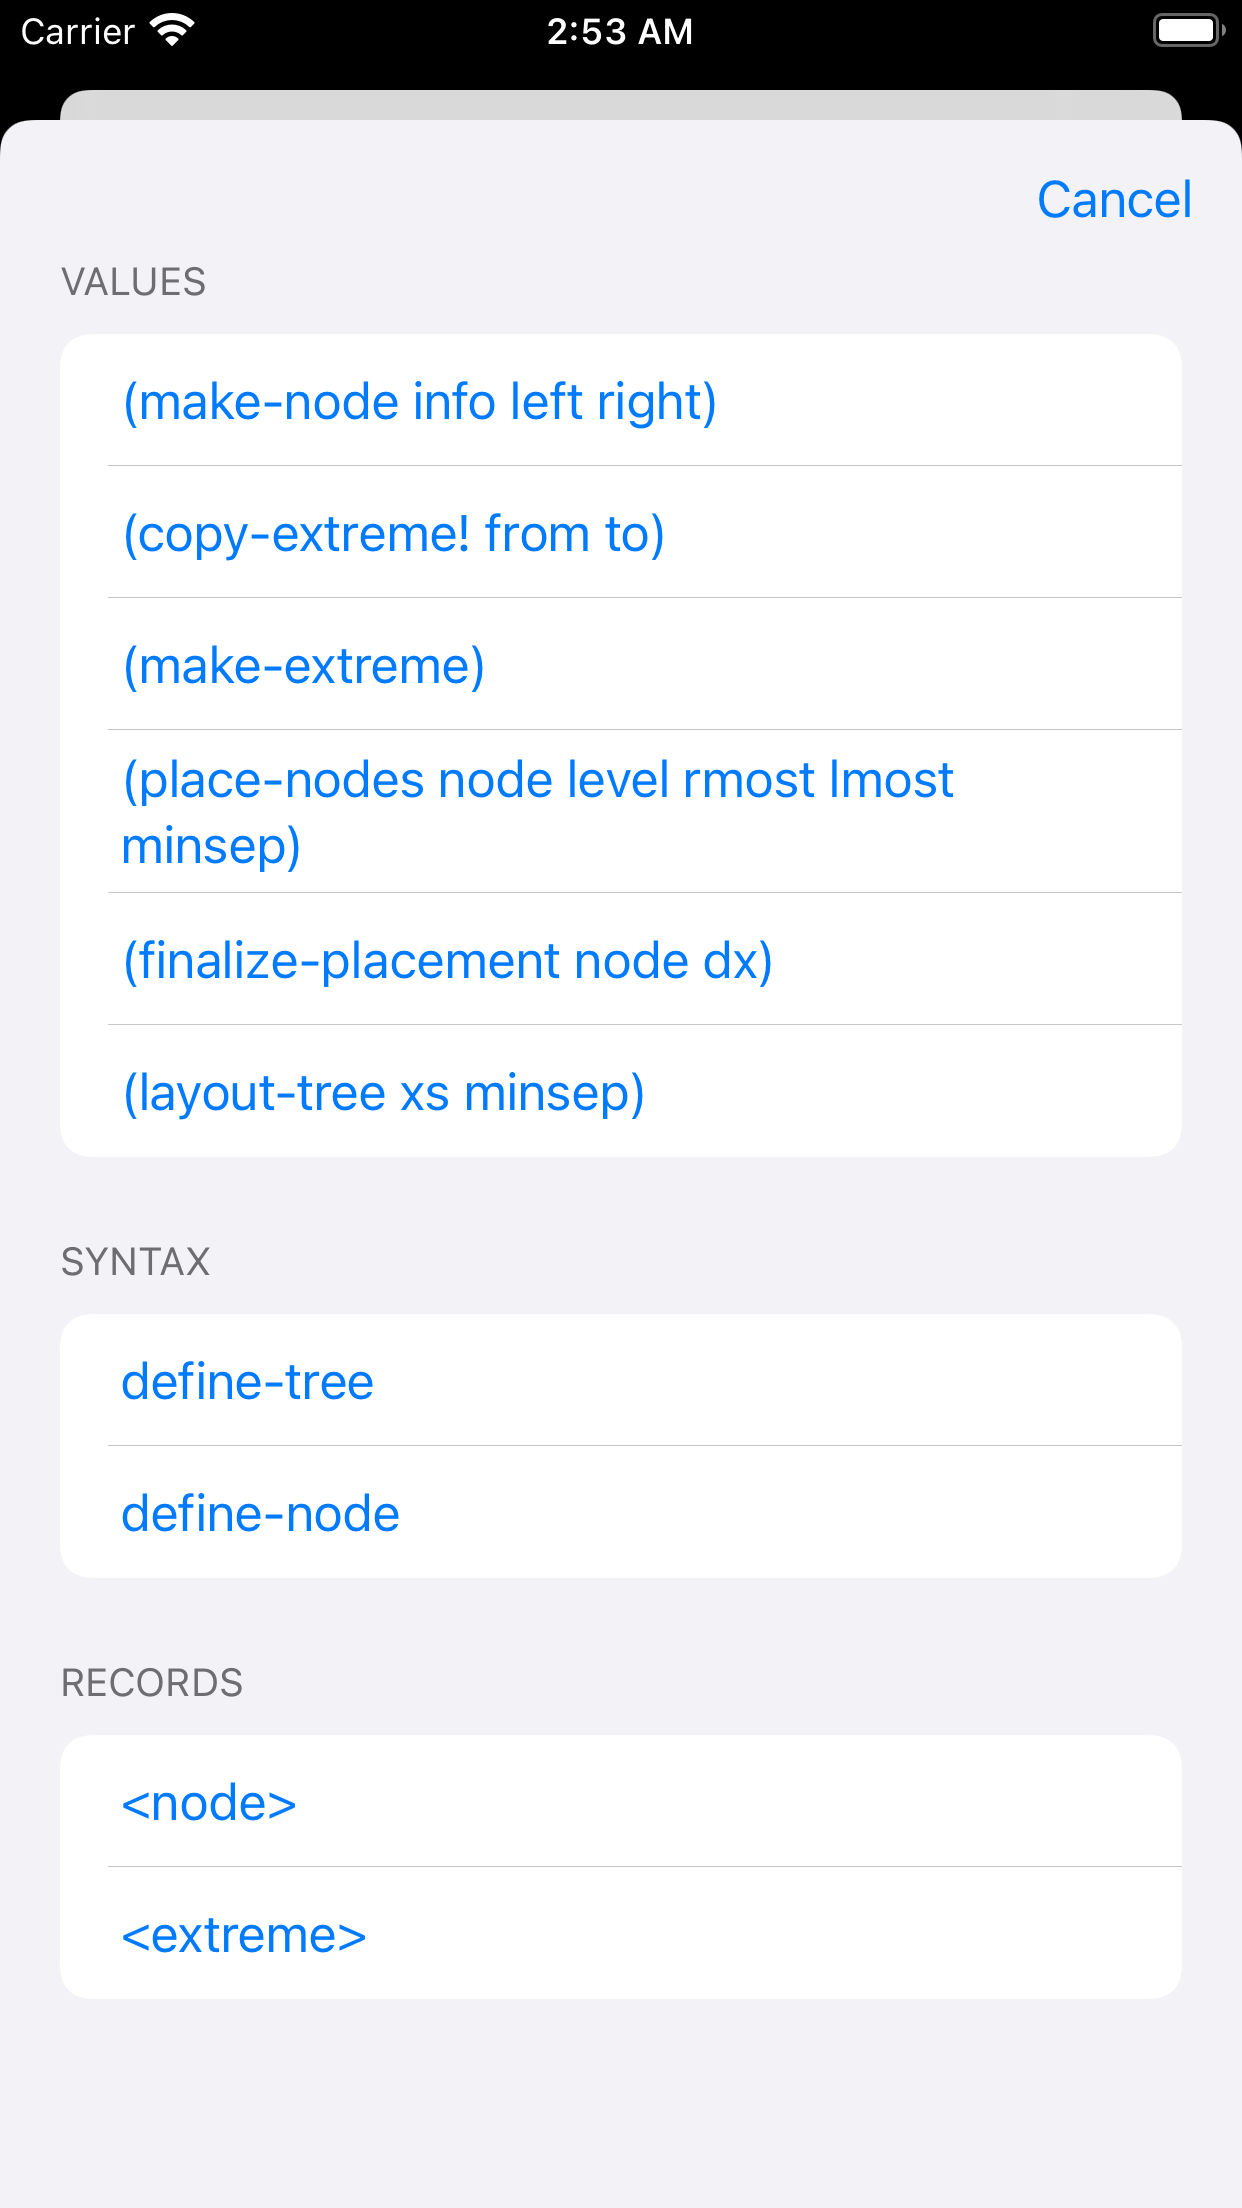 Carrier 2:53 AM
Cancel
VALUES
(make-node info left right)
(copy-extreme! from to)
(make-extreme)
(place-nodes node level rmost lmost
minsep)
(finalize-placement node dx)
(layout-tree xs minsep)
SYNTAX
define-tree
define-node
RECORDS
<node>
<extreme>